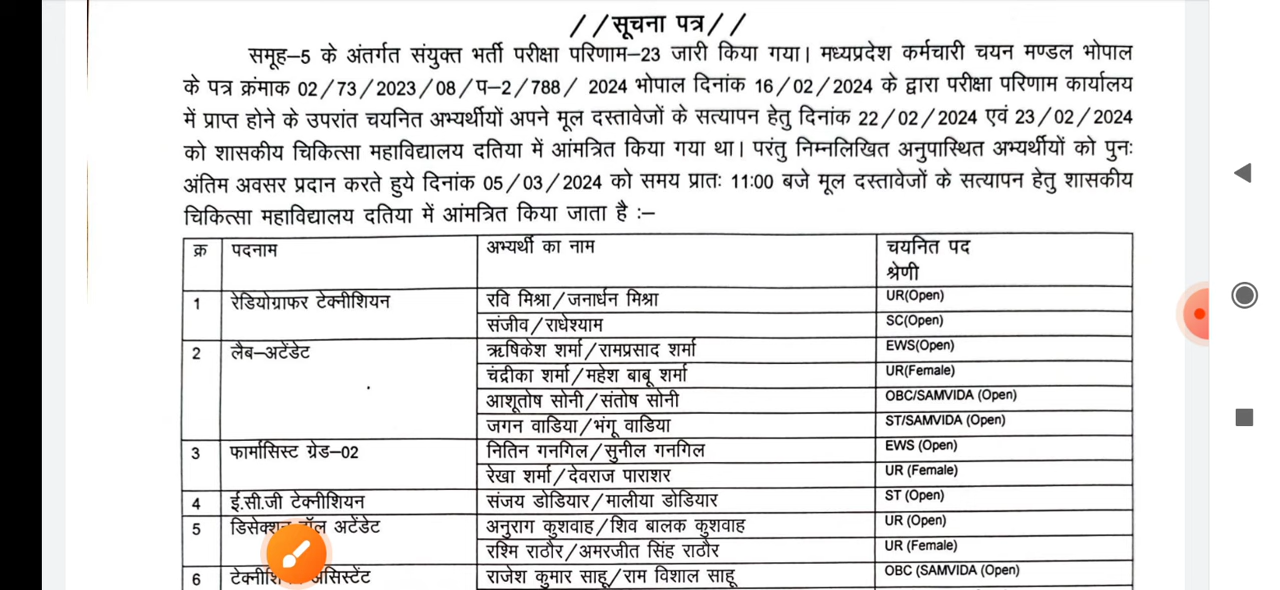 //सूचना पत्र//
समूह–5 के अंतर्गत संयुक्त भर्ती परीक्षा परिणाम–23 जारी किया गया। मध्यप्रदेश कर्मचारी चयन मण्डल भोपाल
के पत्र क्रंमाक 02/73/2023/08/प–2/788/ 2024 भोपाल दिनांक 16/02/2024 के द्वारा परीक्षा परिणाम कार्यालय
में प्राप्त होने के उपरांत चयनित अभ्यर्थीयों अपने मूल दस्तावेजों के सत्यापन हेतु दिनांक 22/02/2024 एवं 23/02/2024
को शासकीय चिकित्सा महाविद्यालय दतिया में आंमत्रित किया गया था। परंतु निम्नलिखित अनुपास्थित अभ्यर्थीयों को पुनः
अंतिम अवसर प्रदान करते हुये दिनांक 05/03/2024 को समय प्रातः 11:00 बजे मूल दस्तावेजों के सत्यापन हेतु शासकीय
चिकित्सा महाविद्यालय दतिया में आंमत्रित किया जाता है :–
क्र पदनाम अभ्यर्थी का नाम चयनित पद
श्रेणी
1 रेडियोग्राफर टेक्नीशियन रवि मिश्रा/जनार्धन मिश्रा UR(Open)
संजीव/राधेश्याम SC(Open)
2 लैब–अटेंडेट ऋषिकेश शर्मा/रामप्रसाद शर्मा EWS(Open)
चंद्रीका शर्मा/महेश बाबू शर्मा UR(Female)
आशूतोष सोनी/संतोष सोनी OBC/SAMVIDA (Open)
जगन वाडिया/भंगू वाडिया ST/SAMVIDA (Open)
3 फार्मासिस्ट ग्रेड–02 नितिन गनगिल/सुनील गनगिल EWS (Open)
रेखा शर्मा/देवराज पाराशर UR (Female)
4 ई.सी.जी टेक्नीशियन संजय डोडियार/मालीया डोडियार ST (Open)
5 अटेंडेट अनुराग कुशवाह/शिव बालक कुशवाह UR (Open)
रश्मि राठौर/अमरजीत सिंह राठौर UR (Female)
6 राजेश कुमार साहू/राम विशाल साहू OBC (SAMVIDA (Open)